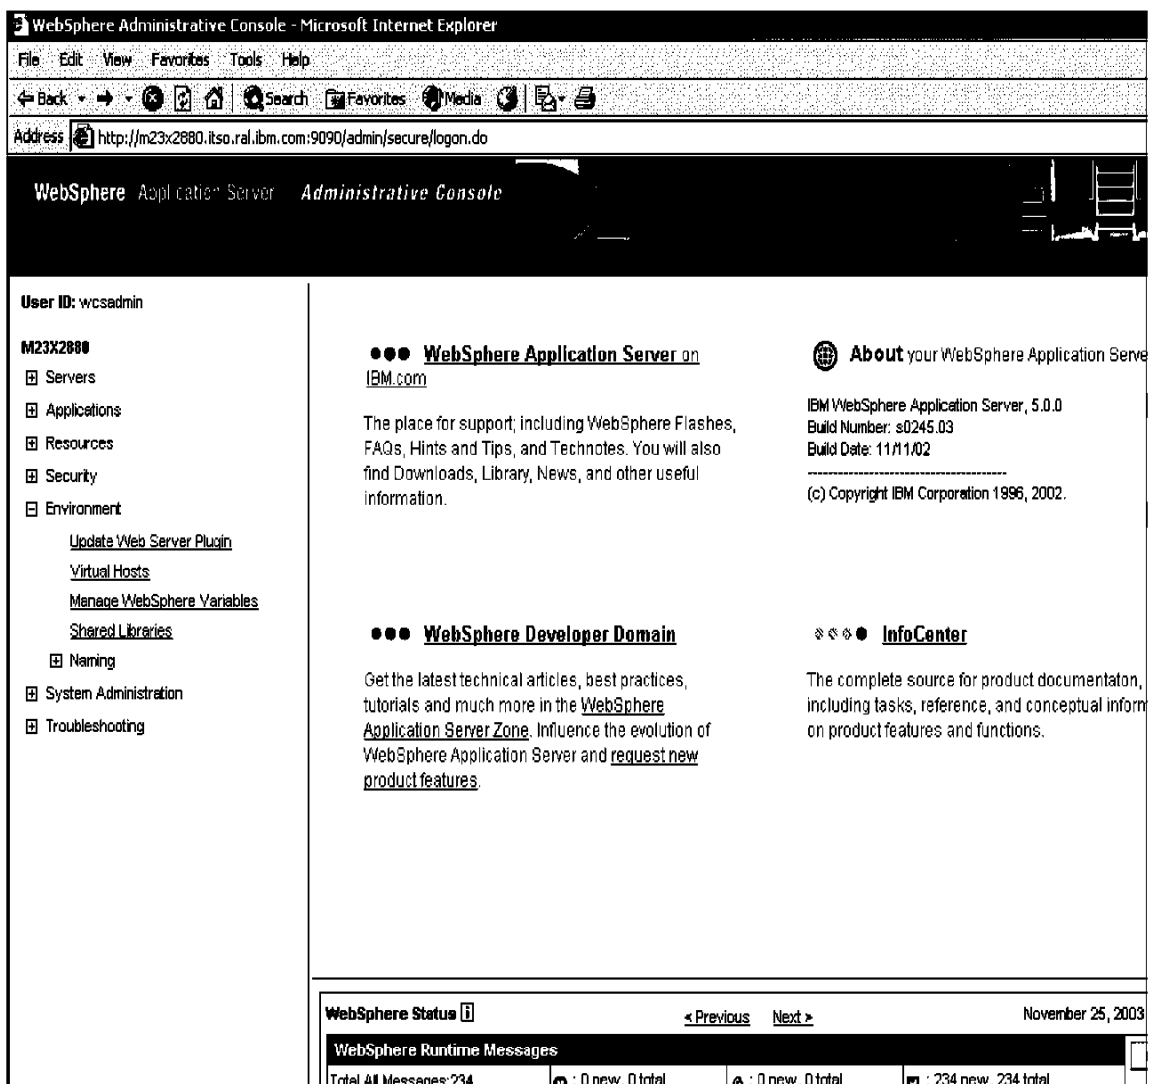 WebSphere Administrative Console - Microsoft Internet Explorer
File Edit View Favorites Tools Help
Back Search Favorites Media
Address http://m23x2880.itso.ral.ibm.com:9090/admin/secure/logon.do
WebSphere Application Server Administrative Console
User ID: wcsadmin
M23X2880
Servers
Applications
Resources
Security
Environment
Update Web Server Plugin
Virtual Hosts
Manage WebSphere Variables
Shared Libraries
Naming
System Administration
Troubleshooting
WebSphere Application Server on
IBM.com
The place for support; including WebSphere Flashes,
FAQs, Hints and Tips, and Technotes. You will also
find Downloads, Library, News, and other useful
information.
About your WebSphere Application Serve
IBM WebSphere Application Server, 5.0.0
Build Number: s0245.03
Build Date: 11/11/02
----------------------------------------
(c) Copyright IBM Corporation 1996, 2002.
WebSphere Developer Domain
Get the latest technical articles, best practices,
tutorials and much more in the WebSphere
Application Server Zone. Influence the evolution of
WebSphere Application Server and request new
product features.
InfoCenter
The complete source for product documentaton,
including tasks, reference, and conceptual inform
on product features and functions.
WebSphere Status < Previous Next > November 25, 2003
WebSphere Runtime Messages
Total All Messages:234 : 0 new, 0 total : 0 new, 0 total : 234 new, 234 total